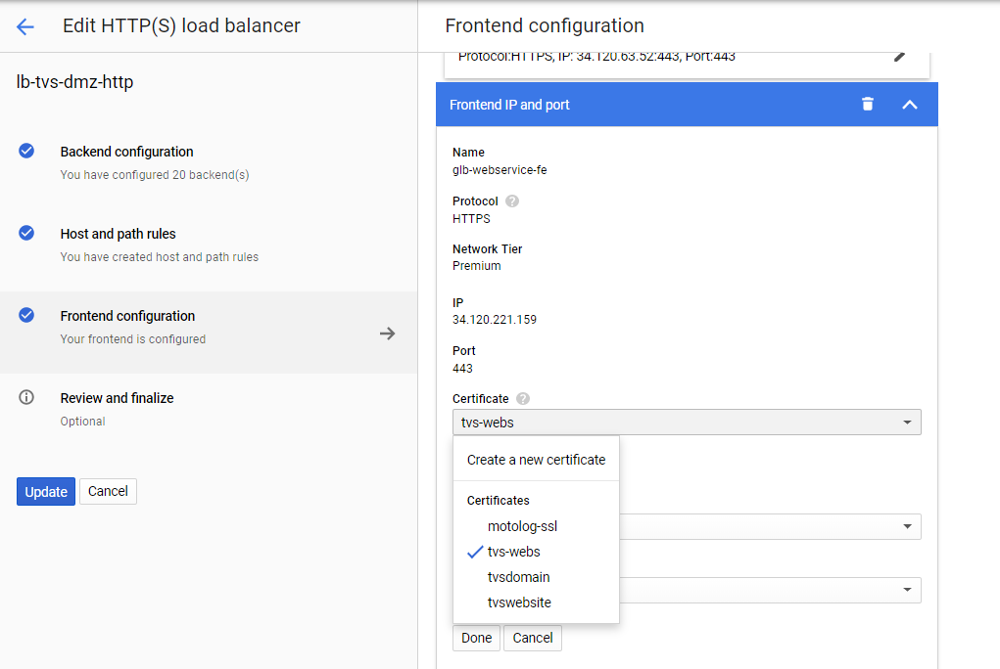 Edit HTTP(S) load balancer
lb-tvs-dmz-http
Backend configuration
You have configured 20 backend(s)
Host and path rules
You have created host and path rules
Frontend configuration
Your frontend is configured
Review and finalize
Optional
Update
Cancel
Frontend configuration
Protocol:HTTPS, IP: 34.120.63.52:443, Port:443
Frontend IP and port
Name
glb-webservice-fe
Protocol ?
HTTPS
Network Tier
Premium
IP
34.120.221.159
Port
443
Certificate ?
tvs-webs
Create a new certificate
Certificates
motolog-ssl
tvs-webs
tvsdomain
tvswebsite
Done
Cancel